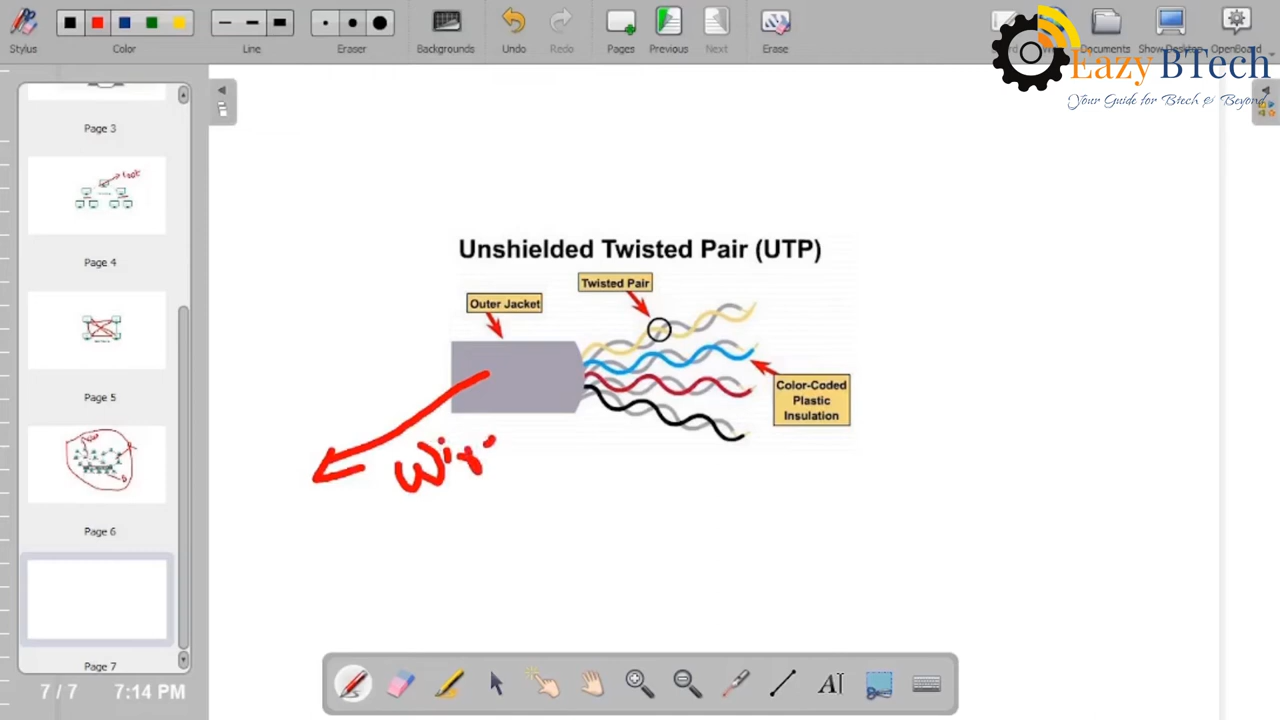 Stylus
Color
Line
Eraser
Backgrounds
Undo
Redo
Pages
Previous
Next
Erase
Documents
Show Desktop
OpenBoard
Eazy BTech
Your Guide for Btech & Beyond
Page 3
Page 4
Page 5
Page 6
Page 7
7 / 7
7:14 PM
Unshielded Twisted Pair (UTP)
Twisted Pair
Outer Jacket
Color-Coded
Plastic
Insulation
Wir